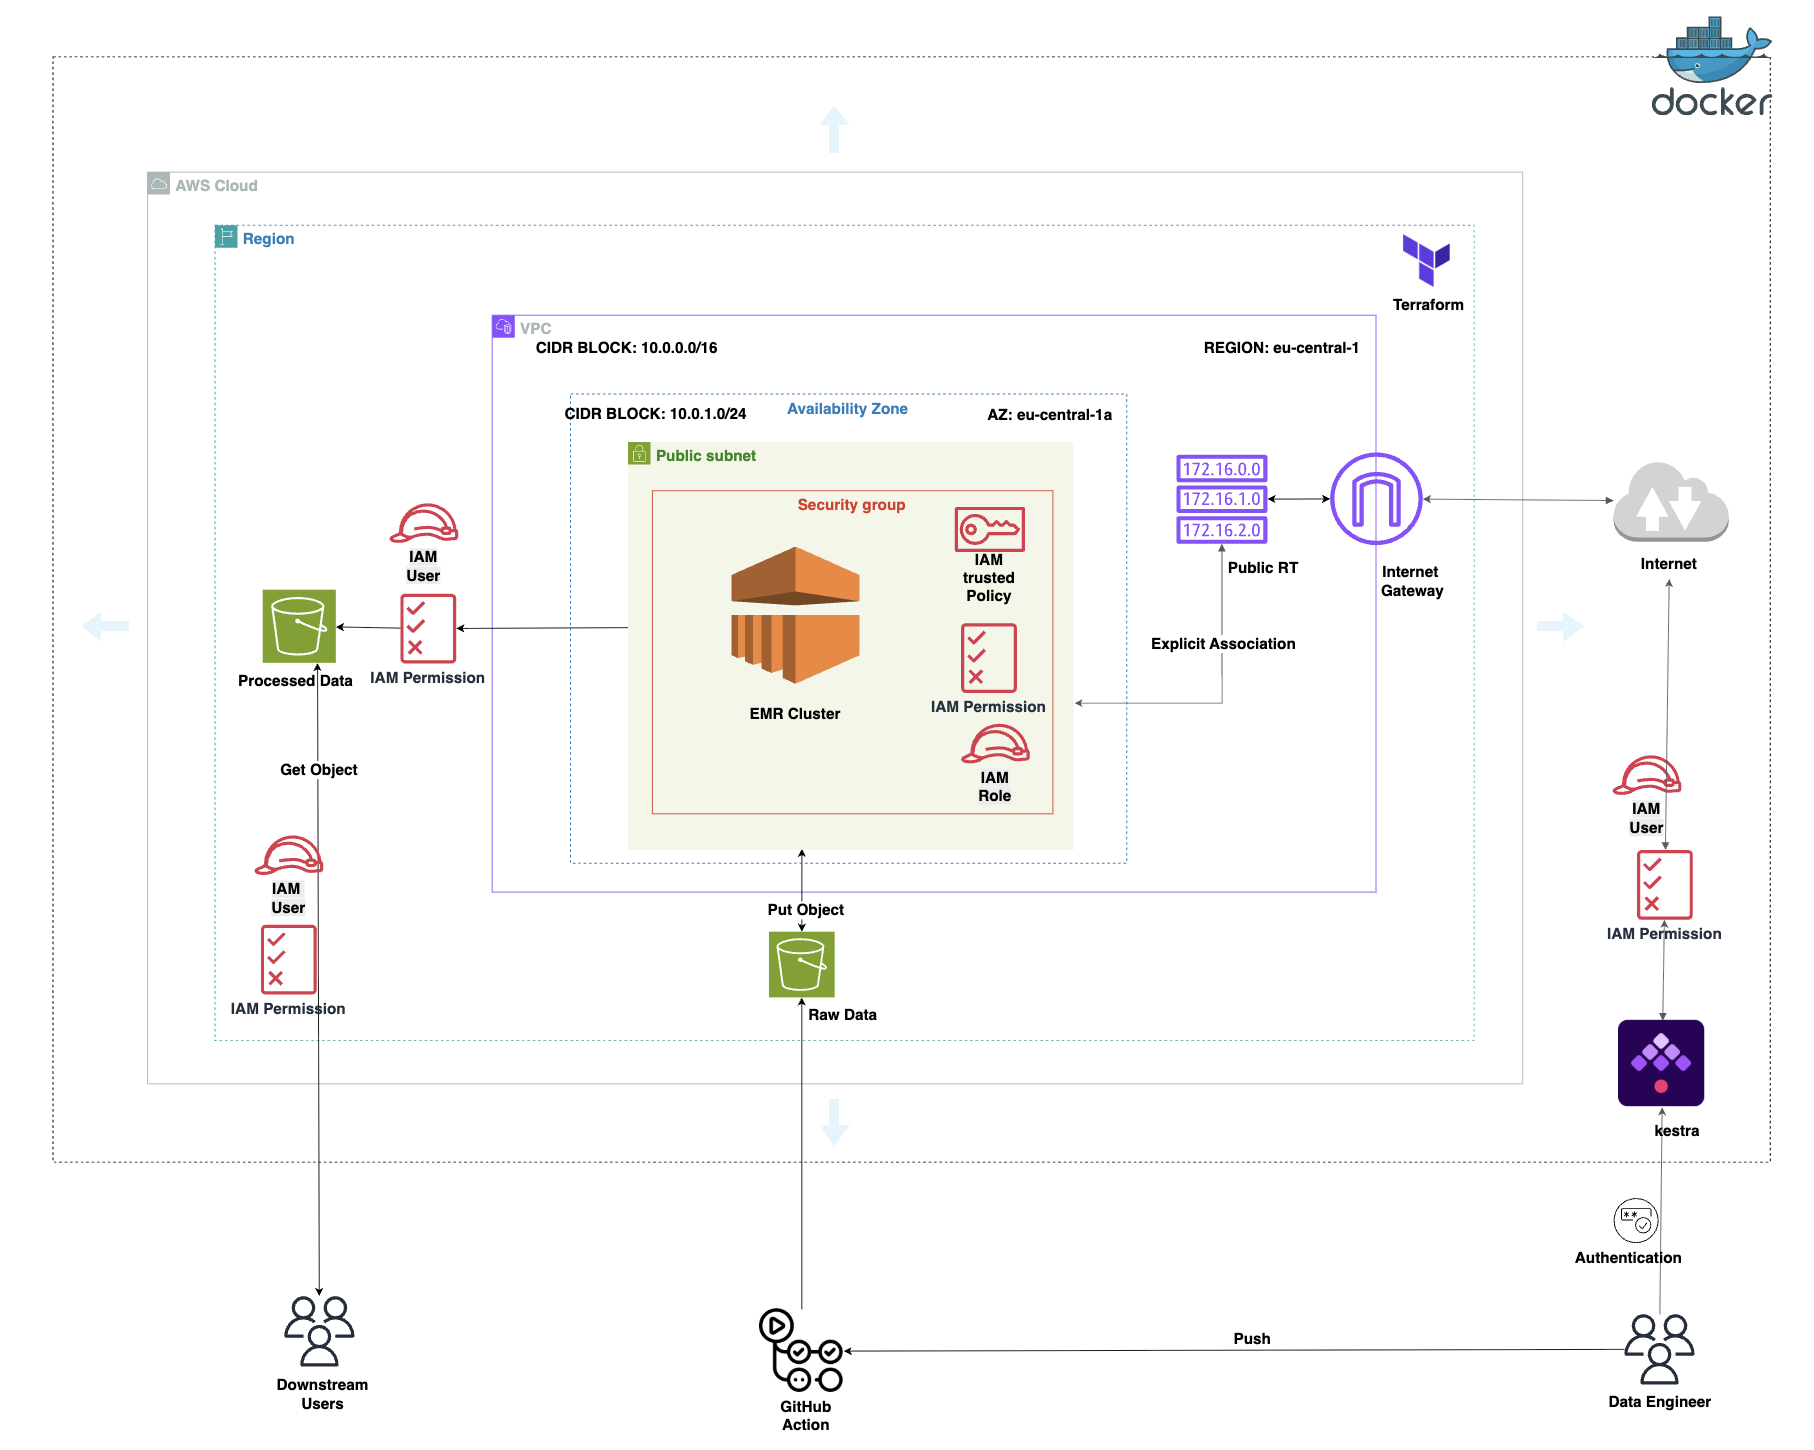 docker
AWS Cloud
Region
Terraform
VPC
CIDR BLOCK: 10.0.0.0/16
REGION: eu-central-1
CIDR BLOCK: 10.0.1.0/24
Availability Zone
AZ: eu-central-1a
Public subnet
Security group
IAM
trusted
Policy
IAM Permission
IAM
Role
EMR Cluster
172.16.0.0
172.16.1.0
172.16.2.0
Public RT
Internet
Gateway
Explicit Association
Internet
IAM
User
IAM Permission
Processed Data
Get Object
IAM
User
IAM Permission
Put Object
Raw Data
IAM
User
IAM Permission
kestra
**
Authentication
Push
Downstream
Users
GitHub
Action
Data Engineer